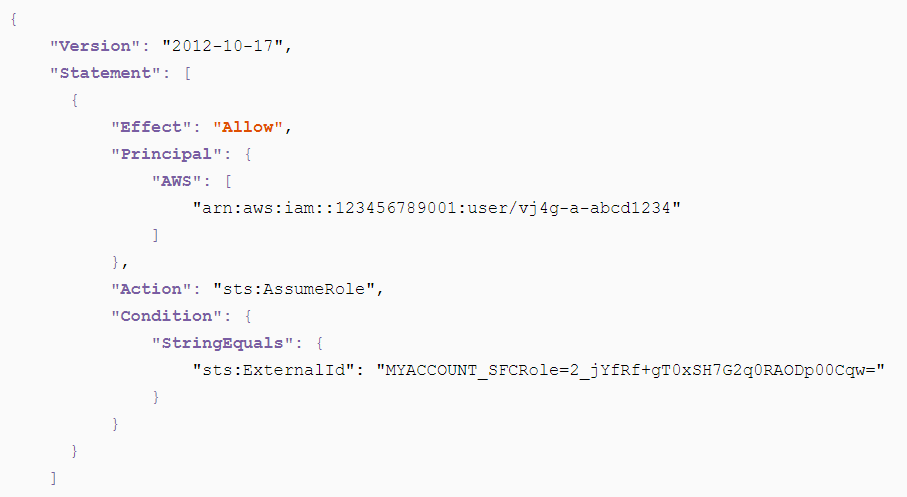 {
    "Version": "2012-10-17",
    "Statement": [
      {
          "Effect": "Allow",
          "Principal": {
              "AWS": [
                  "arn:aws:iam::123456789001:user/vj4g-a-abcd1234"
              ]
          },
          "Action": "sts:AssumeRole",
          "Condition": {
              "StringEquals": {
                  "sts:ExternalId": "MYACCOUNT_SFCRole=2_jYfRf+gT0xSH7G2q0RAODp00Cqw="
              }
          }
      }
    ]